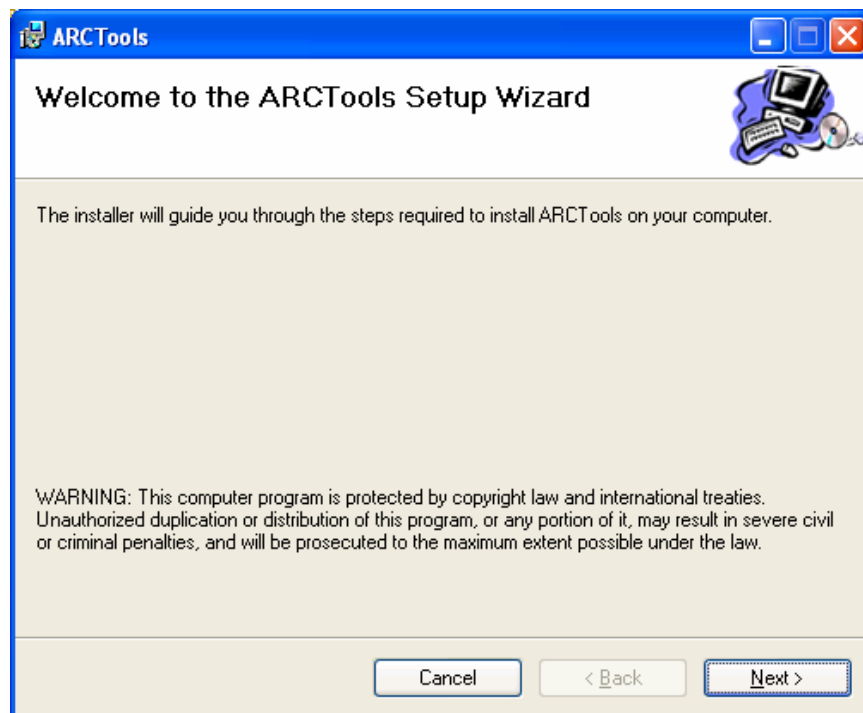 ARCTools
Welcome to the ARCTools Setup Wizard
The installer will guide you through the steps required to install ARCTools on your computer.
WARNING: This computer program is protected by copyright law and international treaties.
Unauthorized duplication or distribution of this program, or any portion of it, may result in severe civil
or criminal penalties, and will be prosecuted to the maximum extent possible under the law.
Cancel
< Back
Next >